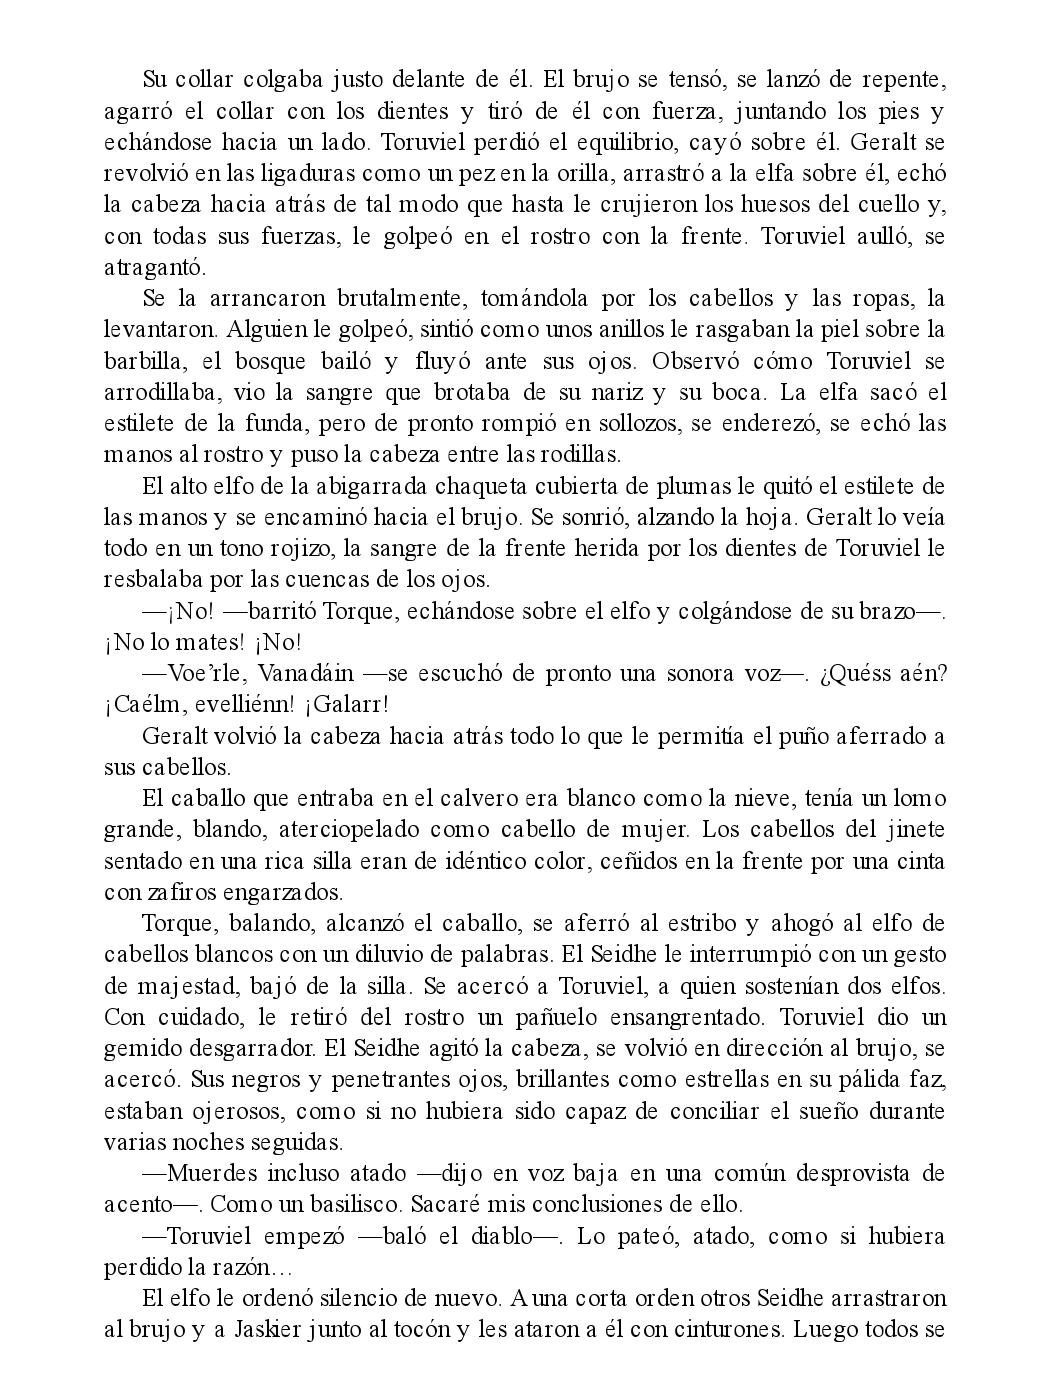 Su collar colgaba justo delante de él. El brujo se tensó, se lanzó de repente,
agarró el collar con los dientes y tiró de él con fuerza, juntando los pies y
echándose hacia un lado. Toruviel perdió el equilibrio, cayó sobre él. Geralt se
revolvió en las ligaduras como un pez en la orilla, arrastró a la elfa sobre él, echó
la cabeza hacia atrás de tal modo que hasta le crujieron los huesos del cuello y,
con todas sus fuerzas, le golpeó en el rostro con la frente. Toruviel aulló, se
atragantó.
Se la arrancaron brutalmente, tomándola por los cabellos y las ropas, la
levantaron. Alguien le golpeó, sintió como unos anillos le rasgaban la piel sobre la
barbilla, el bosque bailó y fluyó ante sus ojos. Observó cómo Toruviel se
arrodillaba, vio la sangre que brotaba de su nariz y su boca. La elfa sacó el
estilete de la funda, pero de pronto rompió en sollozos, se enderezó, se echó las
manos al rostro y puso la cabeza entre las rodillas.
El alto elfo de la abigarrada chaqueta cubierta de plumas le quitó el estilete de
las manos y se encaminó hacia el brujo. Se sonrió, alzando la hoja. Geralt lo veía
todo en un tono rojizo, la sangre de la frente herida por los dientes de Toruviel le
resbalaba por las cuencas de los ojos.
—¡No! —barritó Torque, echándose sobre el elfo y colgándose de su brazo—.
¡No lo mates! ¡No!
—Voe’rle, Vanadáin —se escuchó de pronto una sonora voz—. ¿Quéss aén?
¡Caélm, evelliénn! ¡Galarr!
Geralt volvió la cabeza hacia atrás todo lo que le permitía el puño aferrado a
sus cabellos.
El caballo que entraba en el calvero era blanco como la nieve, tenía un lomo
grande, blando, aterciopelado como cabello de mujer. Los cabellos del jinete
sentado en una rica silla eran de idéntico color, ceñidos en la frente por una cinta
con zafiros engarzados.
Torque, balando, alcanzó el caballo, se aferró al estribo y ahogó al elfo de
cabellos blancos con un diluvio de palabras. El Seidhe le interrumpió con un gesto
de majestad, bajó de la silla. Se acercó a Toruviel, a quien sostenían dos elfos.
Con cuidado, le retiró del rostro un pañuelo ensangrentado. Toruviel dio un
gemido desgarrador. El Seidhe agitó la cabeza, se volvió en dirección al brujo, se
acercó. Sus negros y penetrantes ojos, brillantes como estrellas en su pálida faz,
estaban ojerosos, como si no hubiera sido capaz de conciliar el sueño durante
varias noches seguidas.
—Muerdes incluso atado —dijo en voz baja en una común desprovista de
acento—. Como un basilisco. Sacaré mis conclusiones de ello.
—Toruviel empezó —baló el diablo—. Lo pateó, atado, como si hubiera
perdido la razón…
El elfo le ordenó silencio de nuevo. A una corta orden otros Seidhe arrastraron
al brujo y a Jaskier junto al tocón y les ataron a él con cinturones. Luego todos se